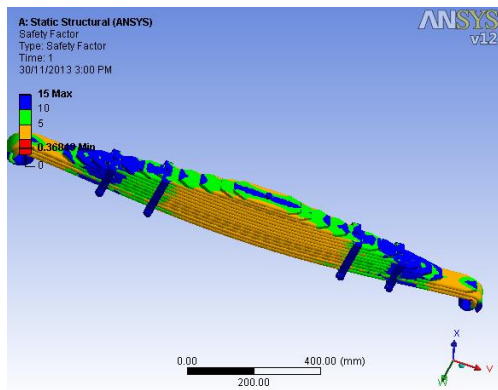 A: Static Structural (ANSYS)
Safety Factor
Type: Safety Factor
Time: 1
30/11/2013 3:00 PM
ANSYS
v12
15 Max
10
5
0.36849 Min
0
0.00
400.00 (mm)
200.00
X
Y